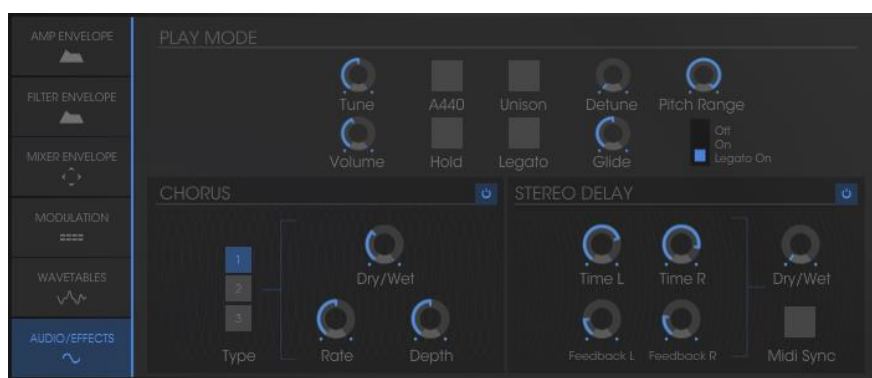 AMP ENVELOPE
FILTER ENVELOPE
MIXER ENVELOPE
MODULATION
WAVETABLES
AUDIO/EFFECTS
PLAY MODE
Tune A440 Unison Detune Pitch Range
Volume Hold Legato Glide
Off
On
Legato On
CHORUS
1
2
3
Type
Dry/Wet
Rate Depth
STEREO DELAY
Time L Time R Dry/Wet
Feedback L Feedback R Midi Sync